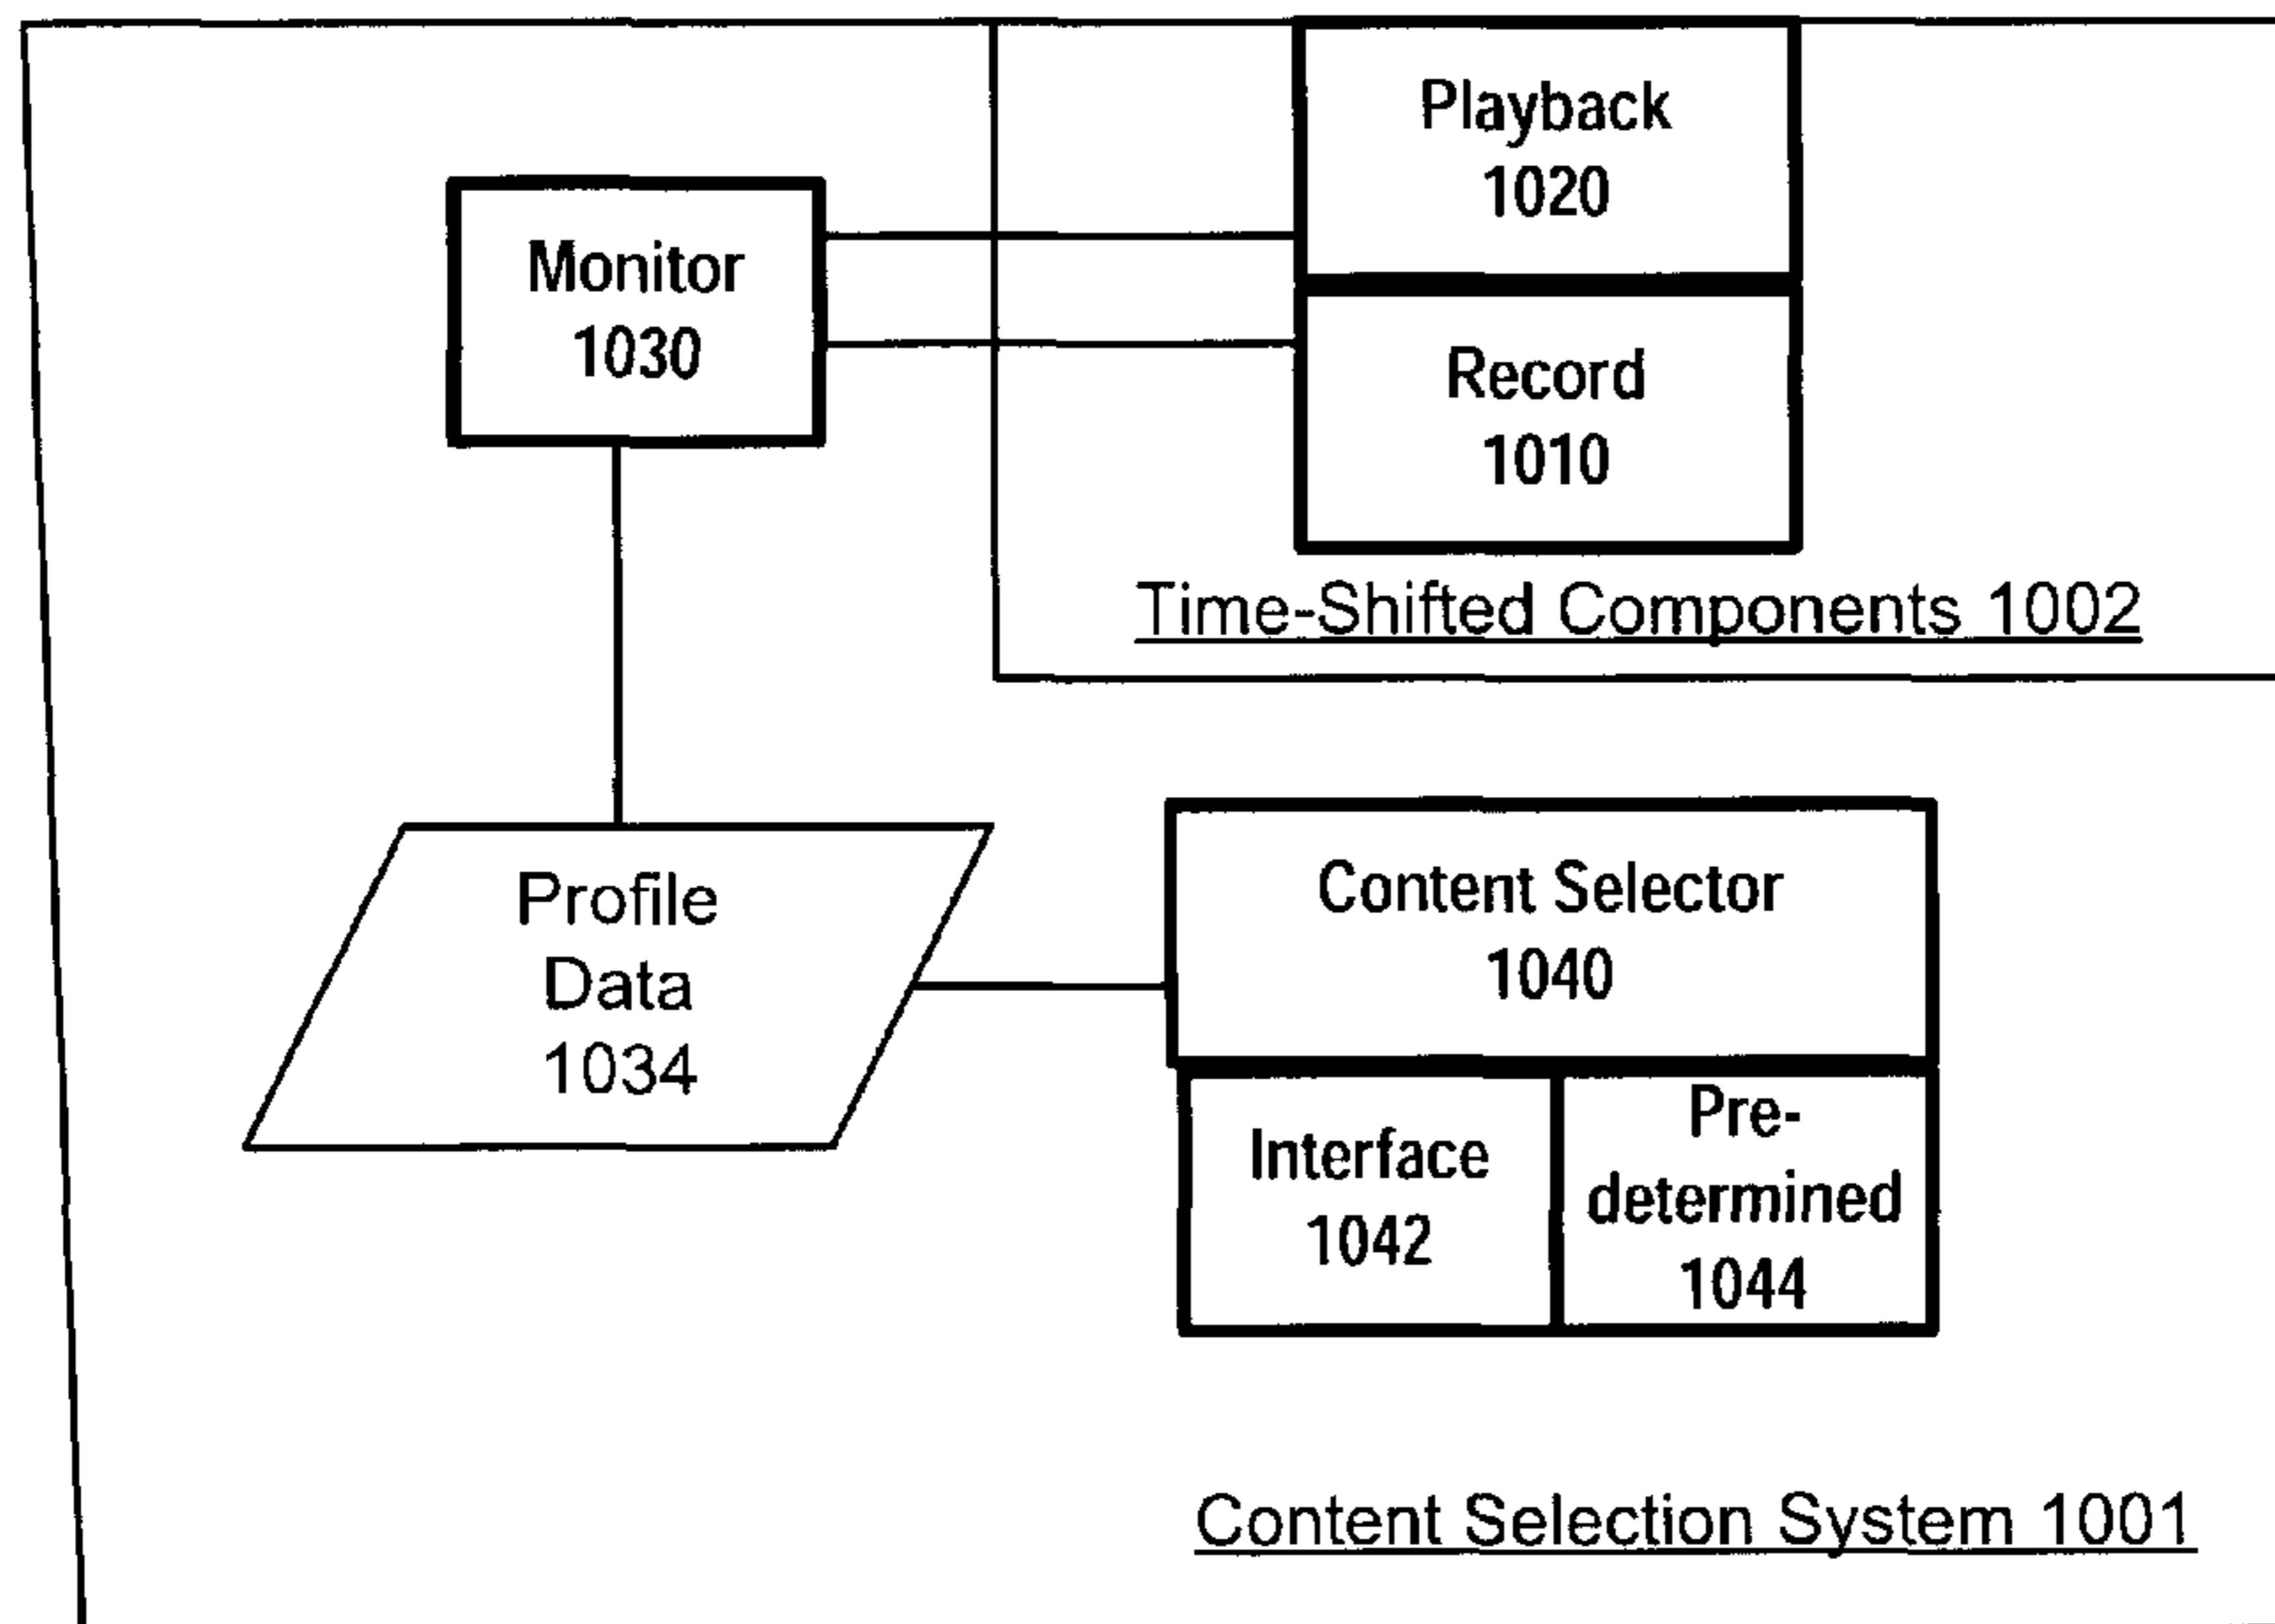 Playback
1020
Monitor
1030
Record
1010
Time-Shifted Components 1002
Profile
Data
1034
Content Selector
1040
Interface
1042
Pre-
determined
1044
Content Selection System 1001